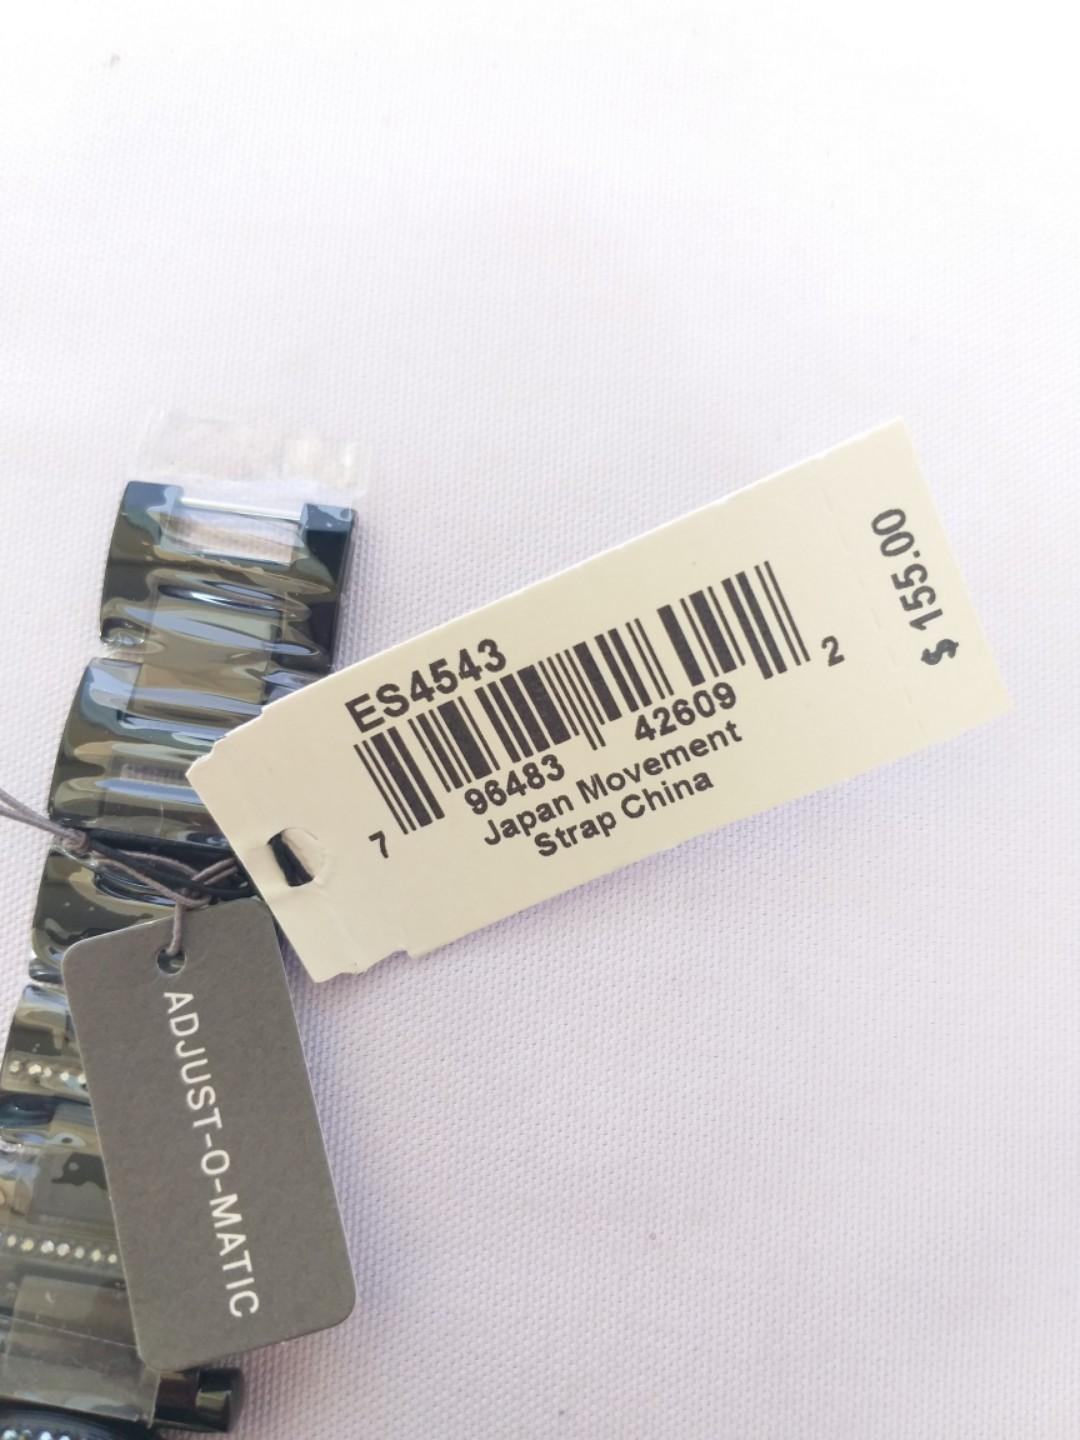 ES4543
7 96483 42609 2
Japan Movement
Strap China
$ 155.00
ADJUST-O-MATIC